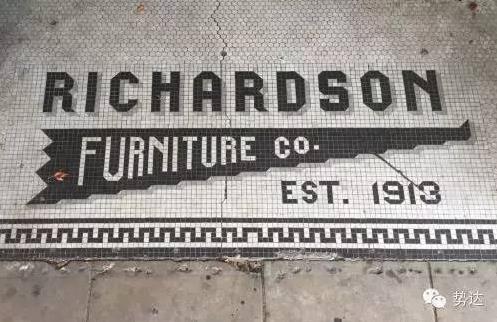 RICHARDSON
FURNITURE CO.
EST. 1913
势达